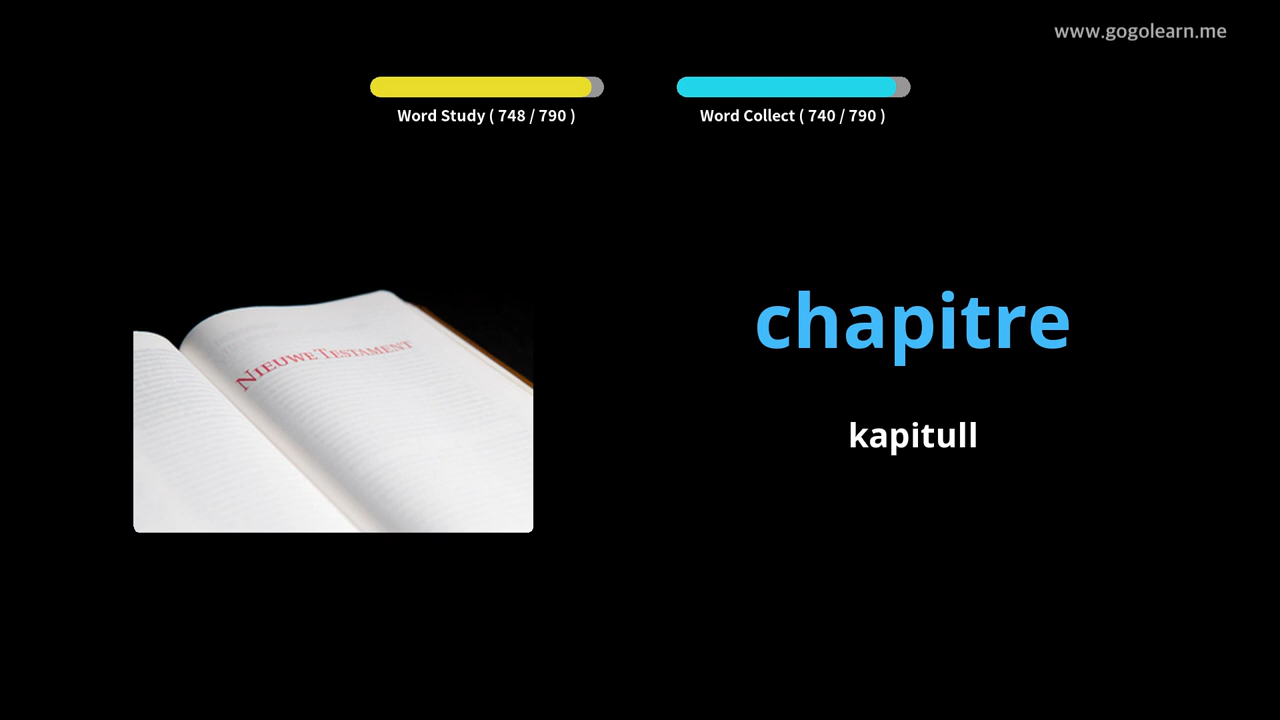 www.gogolearn.me
Word Study ( 748 / 790 )
Word Collect ( 740 / 790 )
NIEUWE TESTAMENT
chapitre
kapitull